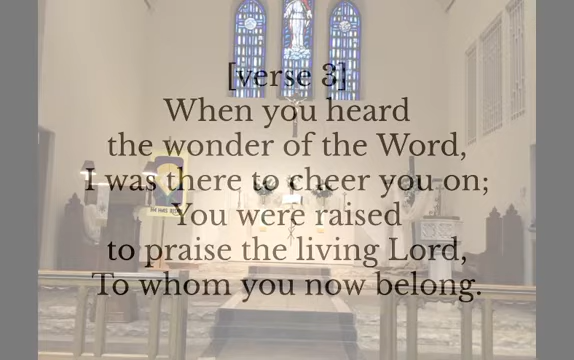 [verse 3]
When you heard
the wonder of the Word,
I was there to cheer you on;
You were raised
to praise the living Lord,
To whom you now belong.